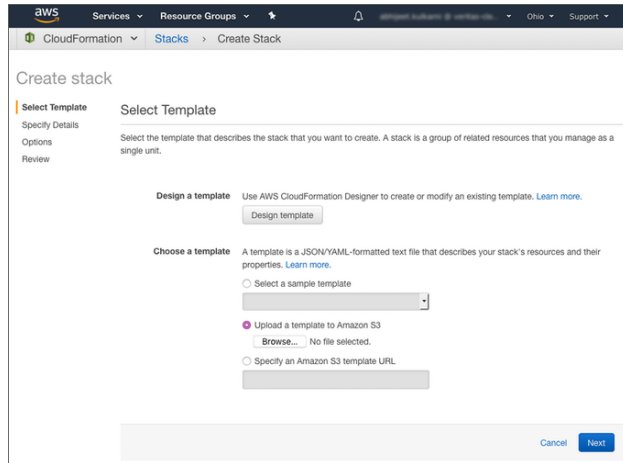 aws Services Resource Groups Ohio Support
CloudFormation Stacks > Create Stack
Create stack
Select Template
Specify Details
Options
Review
Select Template
Select the template that describes the stack that you want to create. A stack is a group of related resources that you manage as a
single unit.
Design a template Use AWS CloudFormation Designer to create or modify an existing template. Learn more.
Design template
Choose a template A template is a JSON/YAML-formatted text file that describes your stack's resources and their
properties. Learn more.
Select a sample template
Upload a template to Amazon S3
Browse... No file selected.
Specify an Amazon S3 template URL
Cancel Next